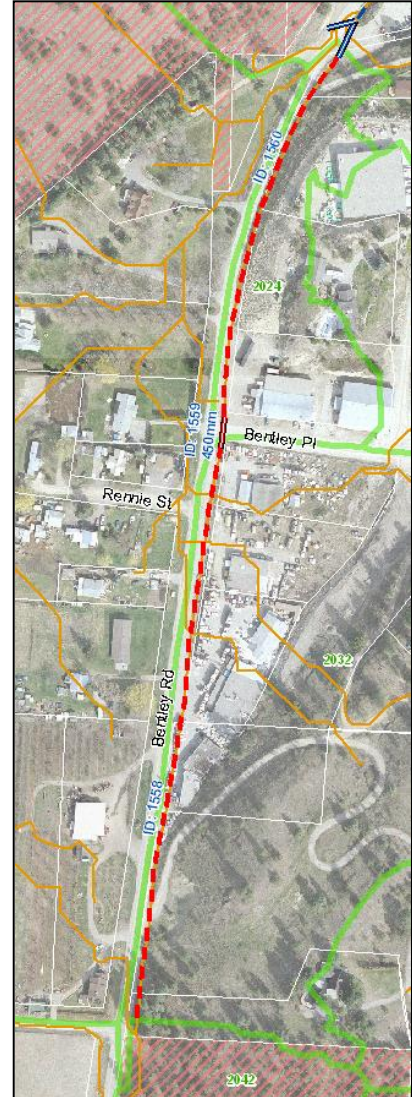 ID: 1560
2024
ID: 1559
450mm
Bentley Pl
Rennie St
2032
Bentley Rd
ID: 1558
2042